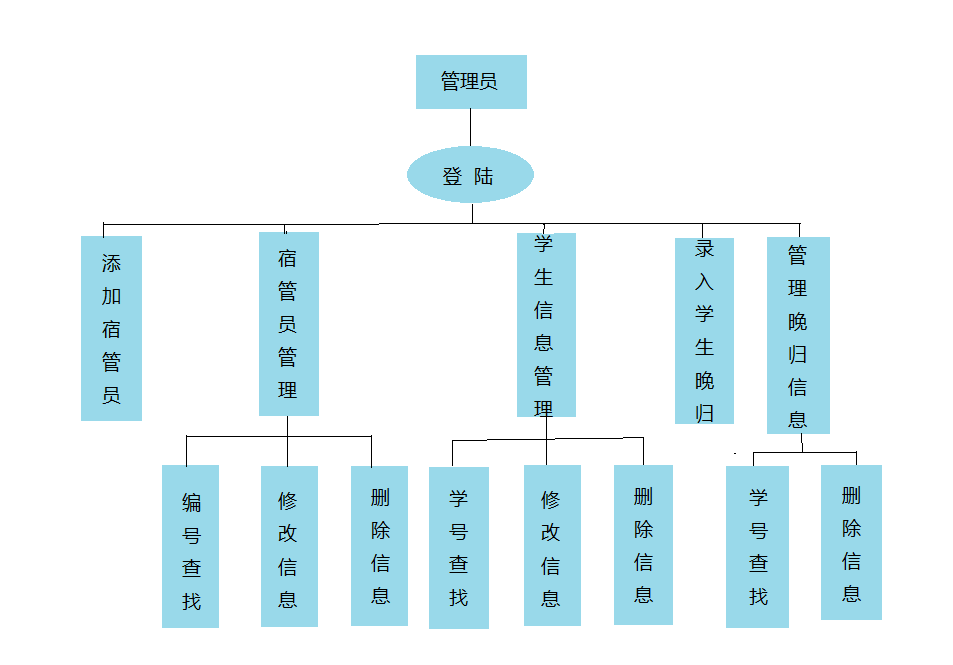 管理员
登 陆
添加宿管员
宿管员管理
学生信息管理
录入学生晚归
管理晚归信息
编号查找
修改信息
删除信息
学号查找
修改信息
删除信息
学号查找
删除信息